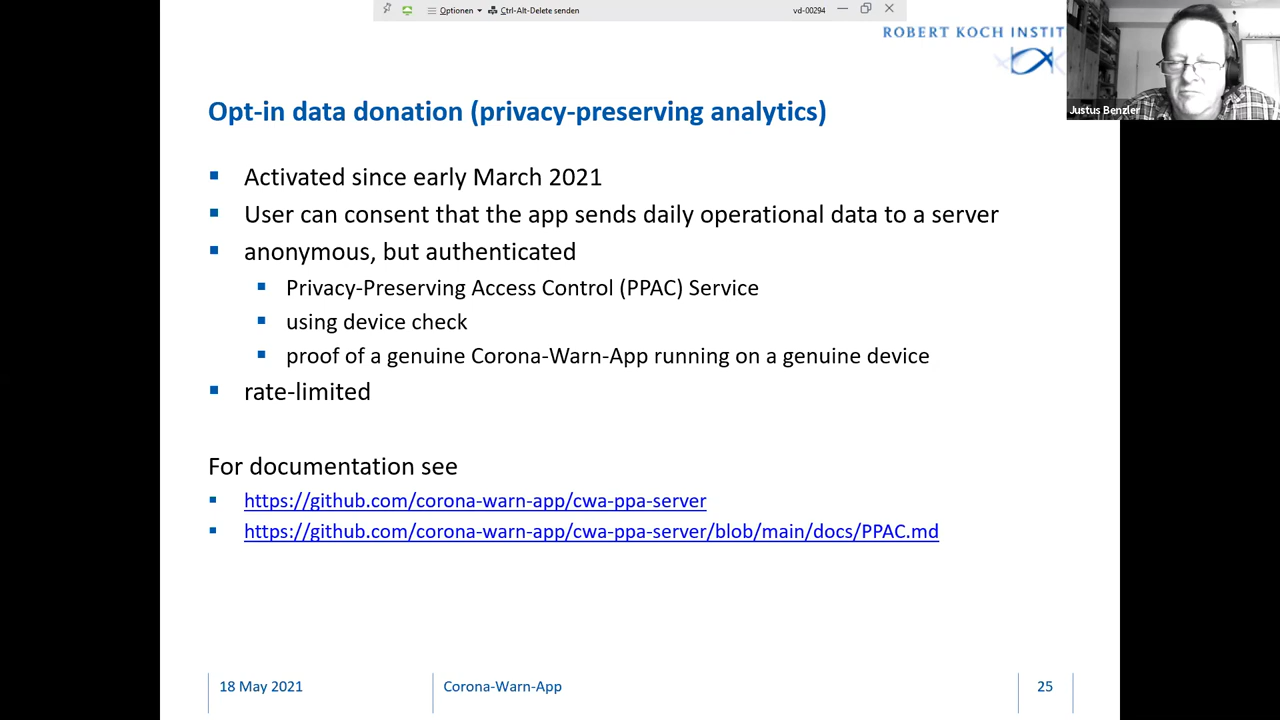 Optionen
Ctrl-Alt-Delete senden
vd-00294
ROBERT KOCH INSTIT
Justus Benzler
Opt-in data donation (privacy-preserving analytics)
Activated since early March 2021
User can consent that the app sends daily operational data to a server
anonymous, but authenticated
Privacy-Preserving Access Control (PPAC) Service
using device check
proof of a genuine Corona-Warn-App running on a genuine device
rate-limited
For documentation see
https://github.com/corona-warn-app/cwa-ppa-server
https://github.com/corona-warn-app/cwa-ppa-server/blob/main/docs/PPAC.md
18 May 2021
Corona-Warn-App
25